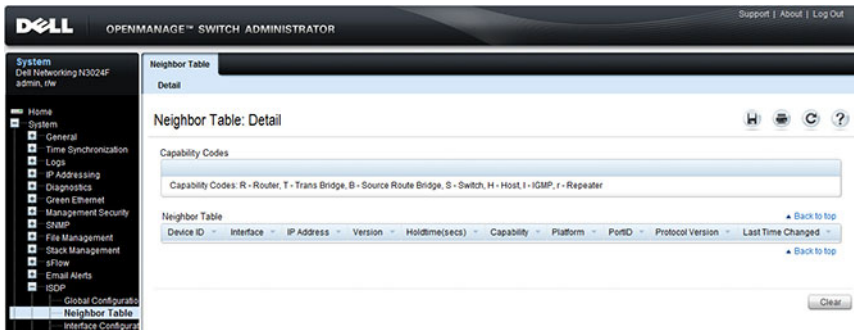 Support | About | Log Out
DELL OPENMANAGE™ SWITCH ADMINISTRATOR
System
Dell Networking N3024F
admin, r/w
Home
System
General
Time Synchronization
Logs
IP Addressing
Diagnostics
Green Ethernet
Management Security
SNMP
File Management
Stack Management
sFlow
Email Alerts
ISDP
Global Configuratio
Neighbor Table
Interface Configurat
Neighbor Table
Detail
Neighbor Table: Detail
Capability Codes
Capability Codes: R - Router, T - Trans Bridge, B - Source Route Bridge, S - Switch, H - Host, I - IGMP, r - Repeater
Neighbor Table
Back to top
Device ID Interface IP Address Version Holdtime(secs) Capability Platform PortID Protocol Version Last Time Changed
Back to top
Clear